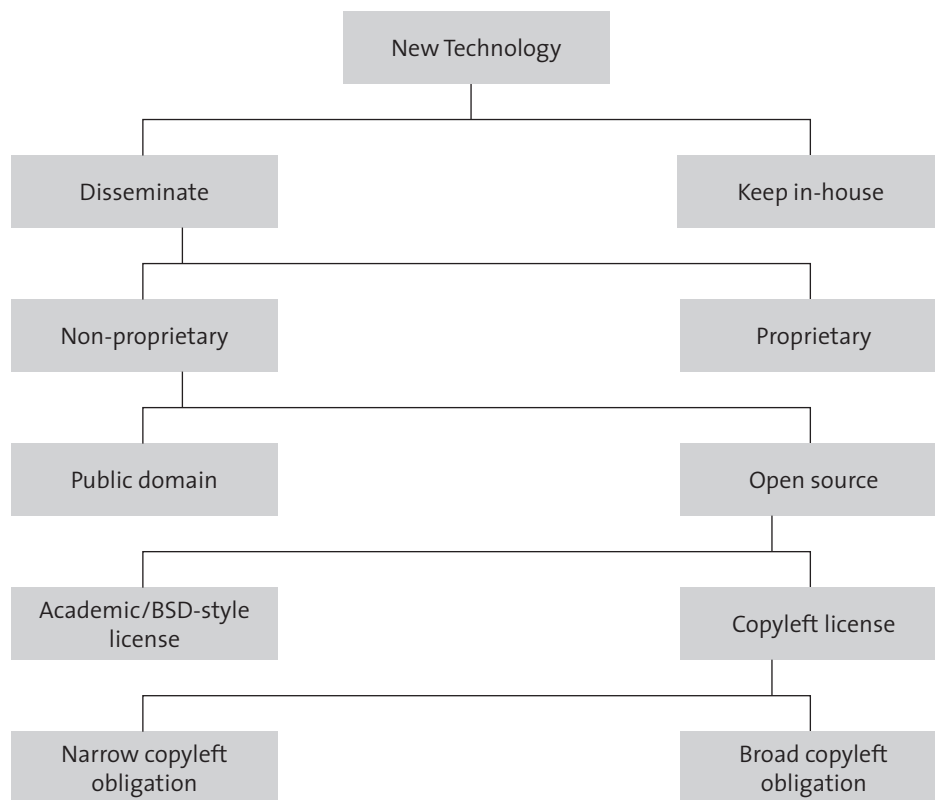 New Technology
Disseminate
Keep in-house
Non-proprietary
Proprietary
Public domain
Open source
Academic/BSD-style
license
Copyleft license
Narrow copyleft
obligation
Broad copyleft
obligation